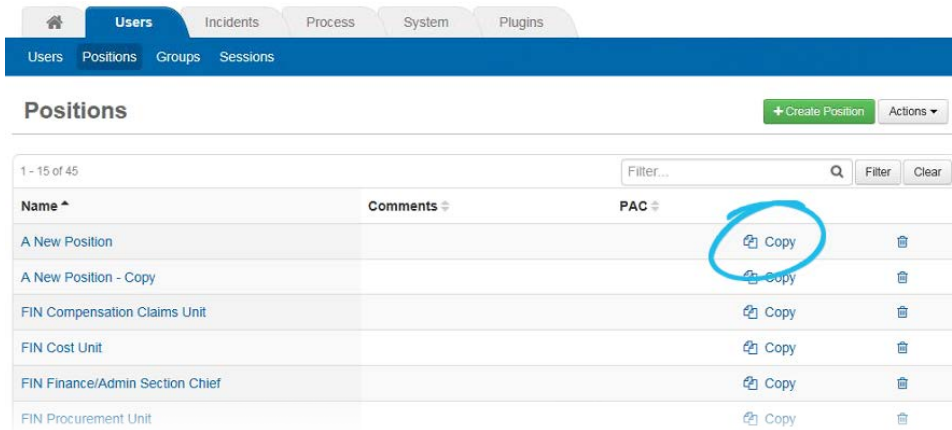 Users Incidents Process System Plugins
Users Positions Groups Sessions
Positions
+ Create Position Actions
1 - 15 of 45 Filter... Filter Clear
Name Comments PAC
A New Position Copy
A New Position - Copy Copy
FIN Compensation Claims Unit Copy
FIN Cost Unit Copy
FIN Finance/Admin Section Chief Copy
FIN Procurement Unit Copy